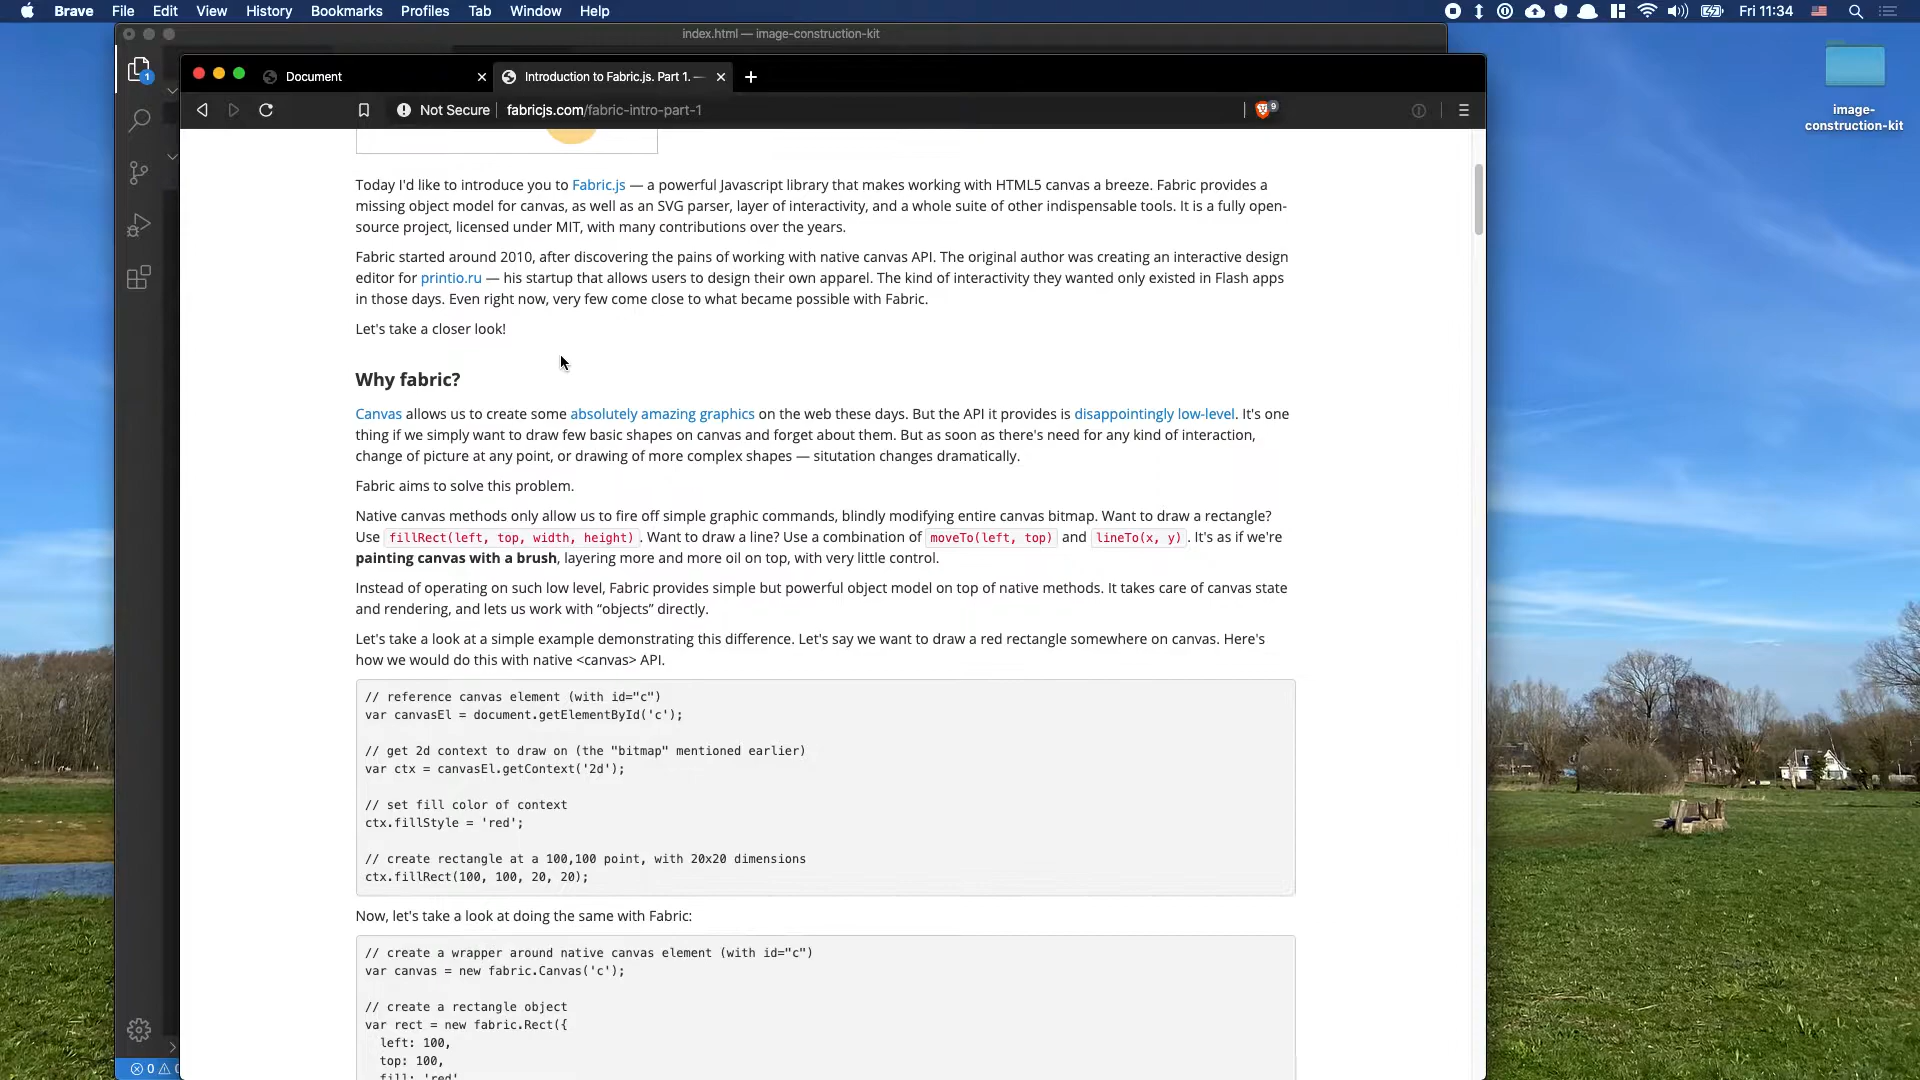 Brave File Edit View History Bookmarks Profiles Tab Window Help
Fri 11:34
index.html — image-construction-kit
1
Document
Introduction to Fabric.js. Part 1. —
Not Secure fabricjs.com/fabric-intro-part-1
9
image-
construction-kit
Today I'd like to introduce you to Fabric.js — a powerful Javascript library that makes working with HTML5 canvas a breeze. Fabric provides a
missing object model for canvas, as well as an SVG parser, layer of interactivity, and a whole suite of other indispensable tools. It is a fully open-
source project, licensed under MIT, with many contributions over the years.
Fabric started around 2010, after discovering the pains of working with native canvas API. The original author was creating an interactive design
editor for printio.ru — his startup that allows users to design their own apparel. The kind of interactivity they wanted only existed in Flash apps
in those days. Even right now, very few come close to what became possible with Fabric.
Let's take a closer look!
Why fabric?
Canvas allows us to create some absolutely amazing graphics on the web these days. But the API it provides is disappointingly low-level. It's one
thing if we simply want to draw few basic shapes on canvas and forget about them. But as soon as there's need for any kind of interaction,
change of picture at any point, or drawing of more complex shapes — situtation changes dramatically.
Fabric aims to solve this problem.
Native canvas methods only allow us to fire off simple graphic commands, blindly modifying entire canvas bitmap. Want to draw a rectangle?
Use fillRect(left, top, width, height) . Want to draw a line? Use a combination of moveTo(left, top) and lineTo(x, y) . It's as if we're
painting canvas with a brush, layering more and more oil on top, with very little control.
Instead of operating on such low level, Fabric provides simple but powerful object model on top of native methods. It takes care of canvas state
and rendering, and lets us work with “objects” directly.
Let's take a look at a simple example demonstrating this difference. Let's say we want to draw a red rectangle somewhere on canvas. Here's
how we would do this with native <canvas> API.
// reference canvas element (with id="c")
var canvasEl = document.getElementById('c');
// get 2d context to draw on (the "bitmap" mentioned earlier)
var ctx = canvasEl.getContext('2d');
// set fill color of context
ctx.fillStyle = 'red';
// create rectangle at a 100,100 point, with 20x20 dimensions
ctx.fillRect(100, 100, 20, 20);
Now, let's take a look at doing the same with Fabric:
// create a wrapper around native canvas element (with id="c")
var canvas = new fabric.Canvas('c');
// create a rectangle object
var rect = new fabric.Rect({
left: 100,
top: 100,
fill: 'red'
0